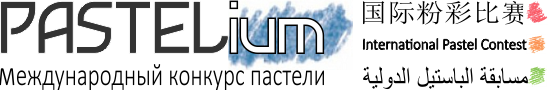 PASTELium
Международный конкурс пастели
国际粉彩比赛
International Pastel Contest
مسابقة الباستيل الدولية